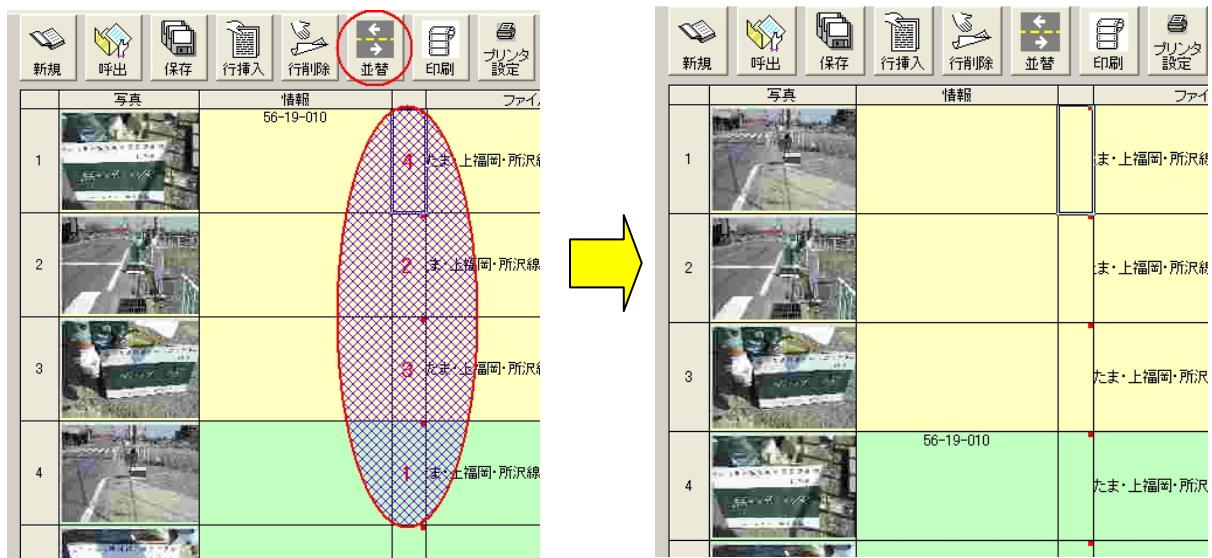 新規 呼出 保存 行挿入 行削除 並替 印刷 プリンタ設定
写真 情報 ファイ
1 56-19-010 4 たま・上福岡・所沢
2 2 ま・上福岡・所沢線
3 3 たま・上福岡・所沢
4 1 ま・上福岡・所沢線
新規 呼出 保存 行挿入 行削除 並替 印刷 プリンタ設定
写真 情報 ファイ
1 ま・上福岡・所沢線
2 ま・上福岡・所沢線
3 たま・上福岡・所沢
4 56-19-010 たま・上福岡・所沢